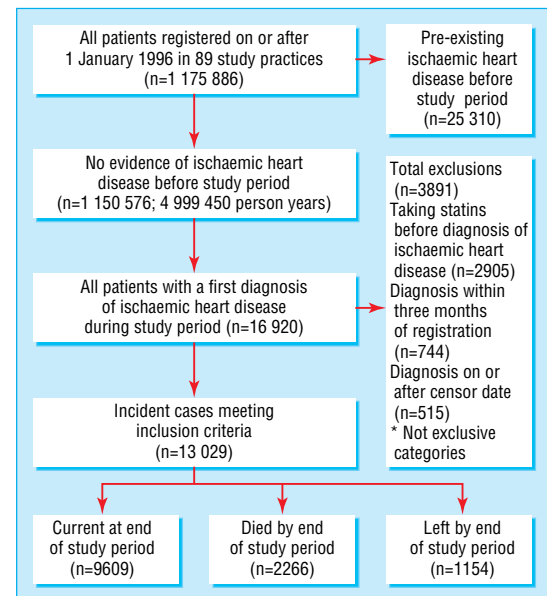 All patients registered on or after
1 January 1996 in 89 study practices
(n=1 175 886)
Pre-existing
ischaemic heart
disease before
study period
(n=25 310)
No evidence of ischaemic heart
disease before study period
(n=1 150 576; 4 999 450 person years)
Total exclusions
(n=3891)
Taking statins
before diagnosis of
ischaemic heart
disease (n=2905)
Diagnosis within
three months
of registration
(n=744)
Diagnosis on or
after censor date
(n=515)
* Not exclusive
categories
All patients with a first diagnosis
of ischaemic heart disease
during study period (n=16 920)
Incident cases meeting
inclusion criteria
(n=13 029)
Current at end
of study period
(n=9609)
Died by end
of study period
(n=2266)
Left by end
of study period
(n=1154)